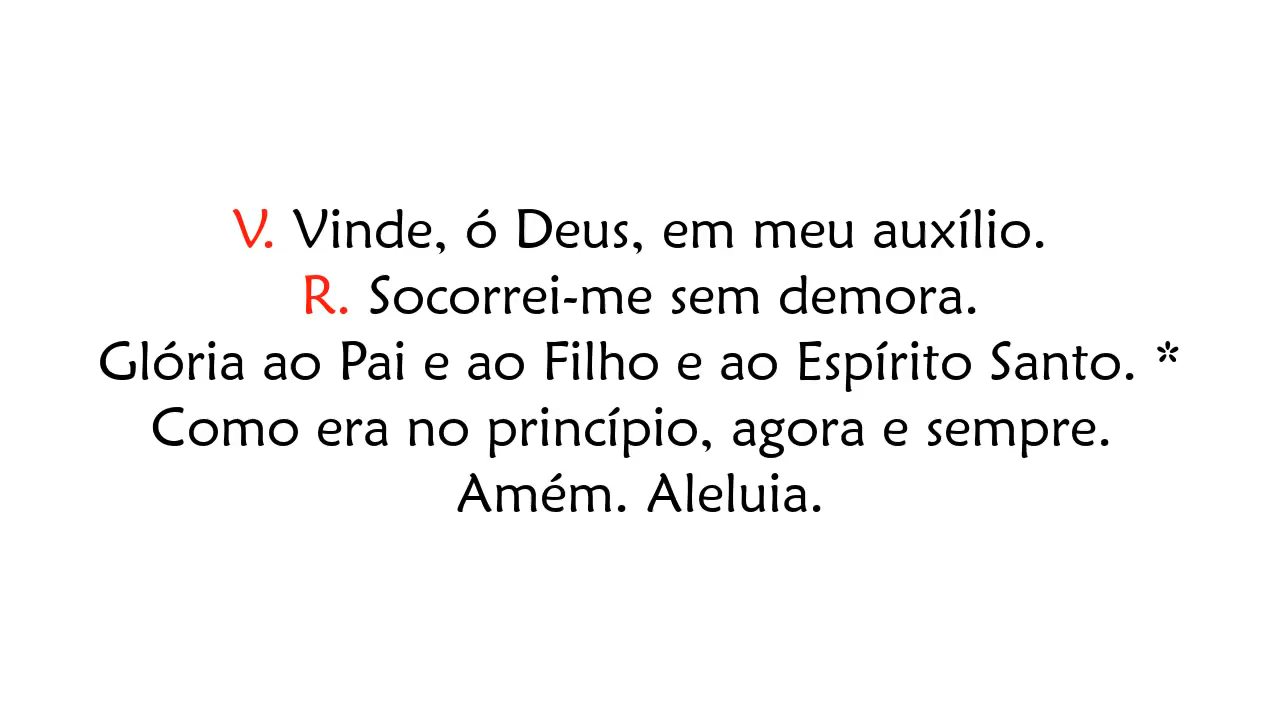 V. Vinde, ó Deus, em meu auxílio.
R. Socorrei-me sem demora.
Glória ao Pai e ao Filho e ao Espírito Santo. *
Como era no princípio, agora e sempre.
Amém. Aleluia.